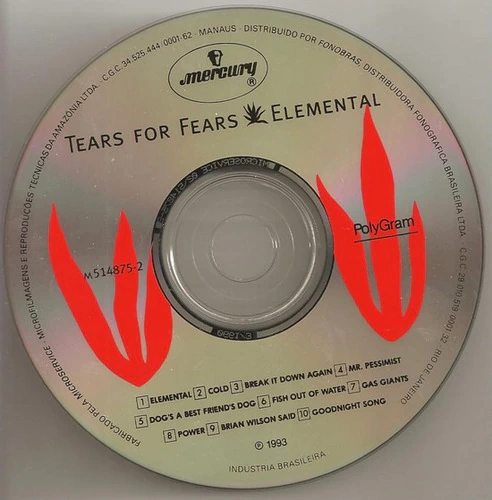 C.G.C. 34.525.444 / 0001-62 - MANAUS - DISTRIBUIDO POR FONOBRAS, DISTRIBUIDORA FONOGRAFICA BRASILEIRA LTDA.
mercury ®
TEARS FOR FEARS ELEMENTAL
PolyGram
M514875-2
1 ELEMENTAL 2 COLD 3 BREAK IT DOWN AGAIN 4 MR. PESSIMIST
5 DOG'S A BEST FRIEND'S DOG 6 FISH OUT OF WATER 7 GAS GIANTS
8 POWER 9 BRIAN WILSON SAID 10 GOODNIGHT SONG
℗ 1993
INDUSTRIA BRASILEIRA
FABRICADO PELA MICROSERVICE - MICROFILMAGENS E REPRODUÇÕES TECNICAS DA AMAZÔNIA LTDA.
RIO DE JANEIRO